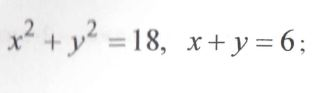 x² + y² = 18, x + y = 6;